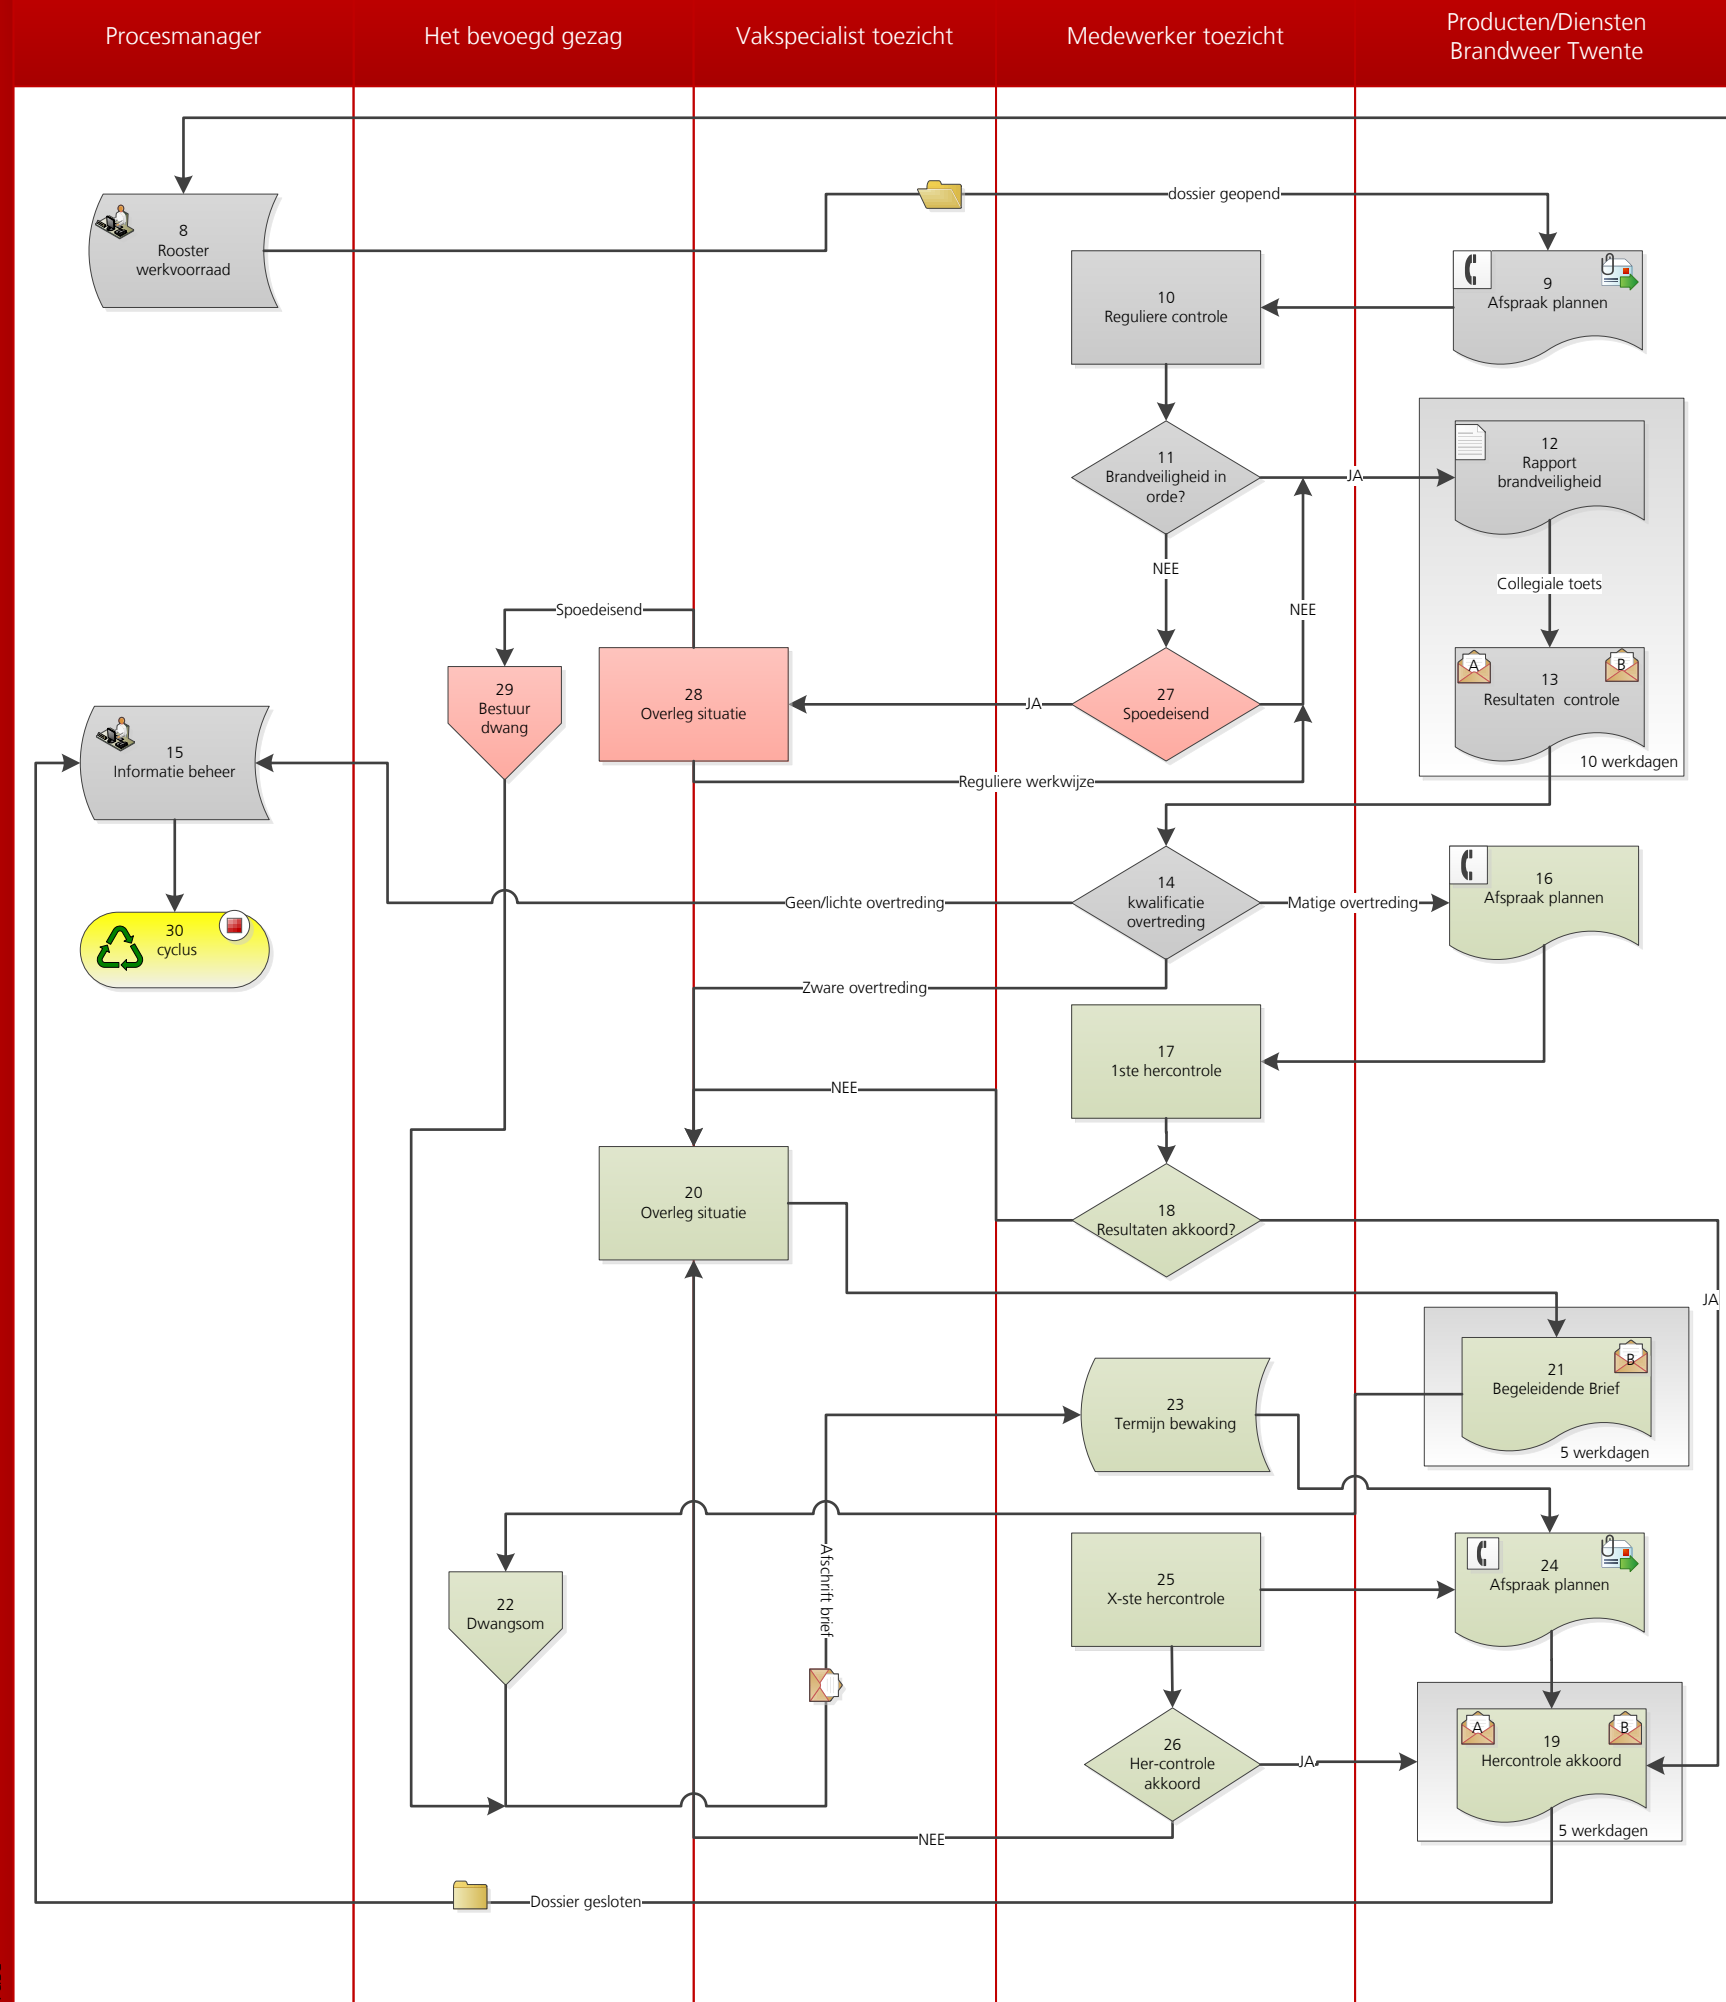 Procesmanager
Het bevoegd gezag
Vakspecialist toezicht
Medewerker toezicht
Producten/Diensten
Brandweer Twente
8
Rooster
werkvoorraad
dossier geopend
9
Afspraak plannen
10
Reguliere controle
11
Brandveiligheid in
orde?
JA
NEE
12
Rapport
brandveiligheid
Collegiale toets
A
B
13
Resultaten controle
10 werkdagen
NEE
27
Spoedeisend
JA
28
Overleg situatie
Spoedeisend
29
Bestuur
dwang
Reguliere werkwijze
15
Informatie beheer
30
cyclus
14
kwalificatie
overtreding
Geen/lichte overtreding
Matige overtreding
Zware overtreding
16
Afspraak plannen
17
1ste hercontrole
18
Resultaten akkoord?
NEE
JA
20
Overleg situatie
B
21
Begeleidende Brief
5 werkdagen
23
Termijn bewaking
22
Dwangsom
Afschrift brief
25
X-ste hercontrole
24
Afspraak plannen
26
Her-controle
akkoord
JA
NEE
A
B
19
Hercontrole akkoord
5 werkdagen
Dossier gesloten